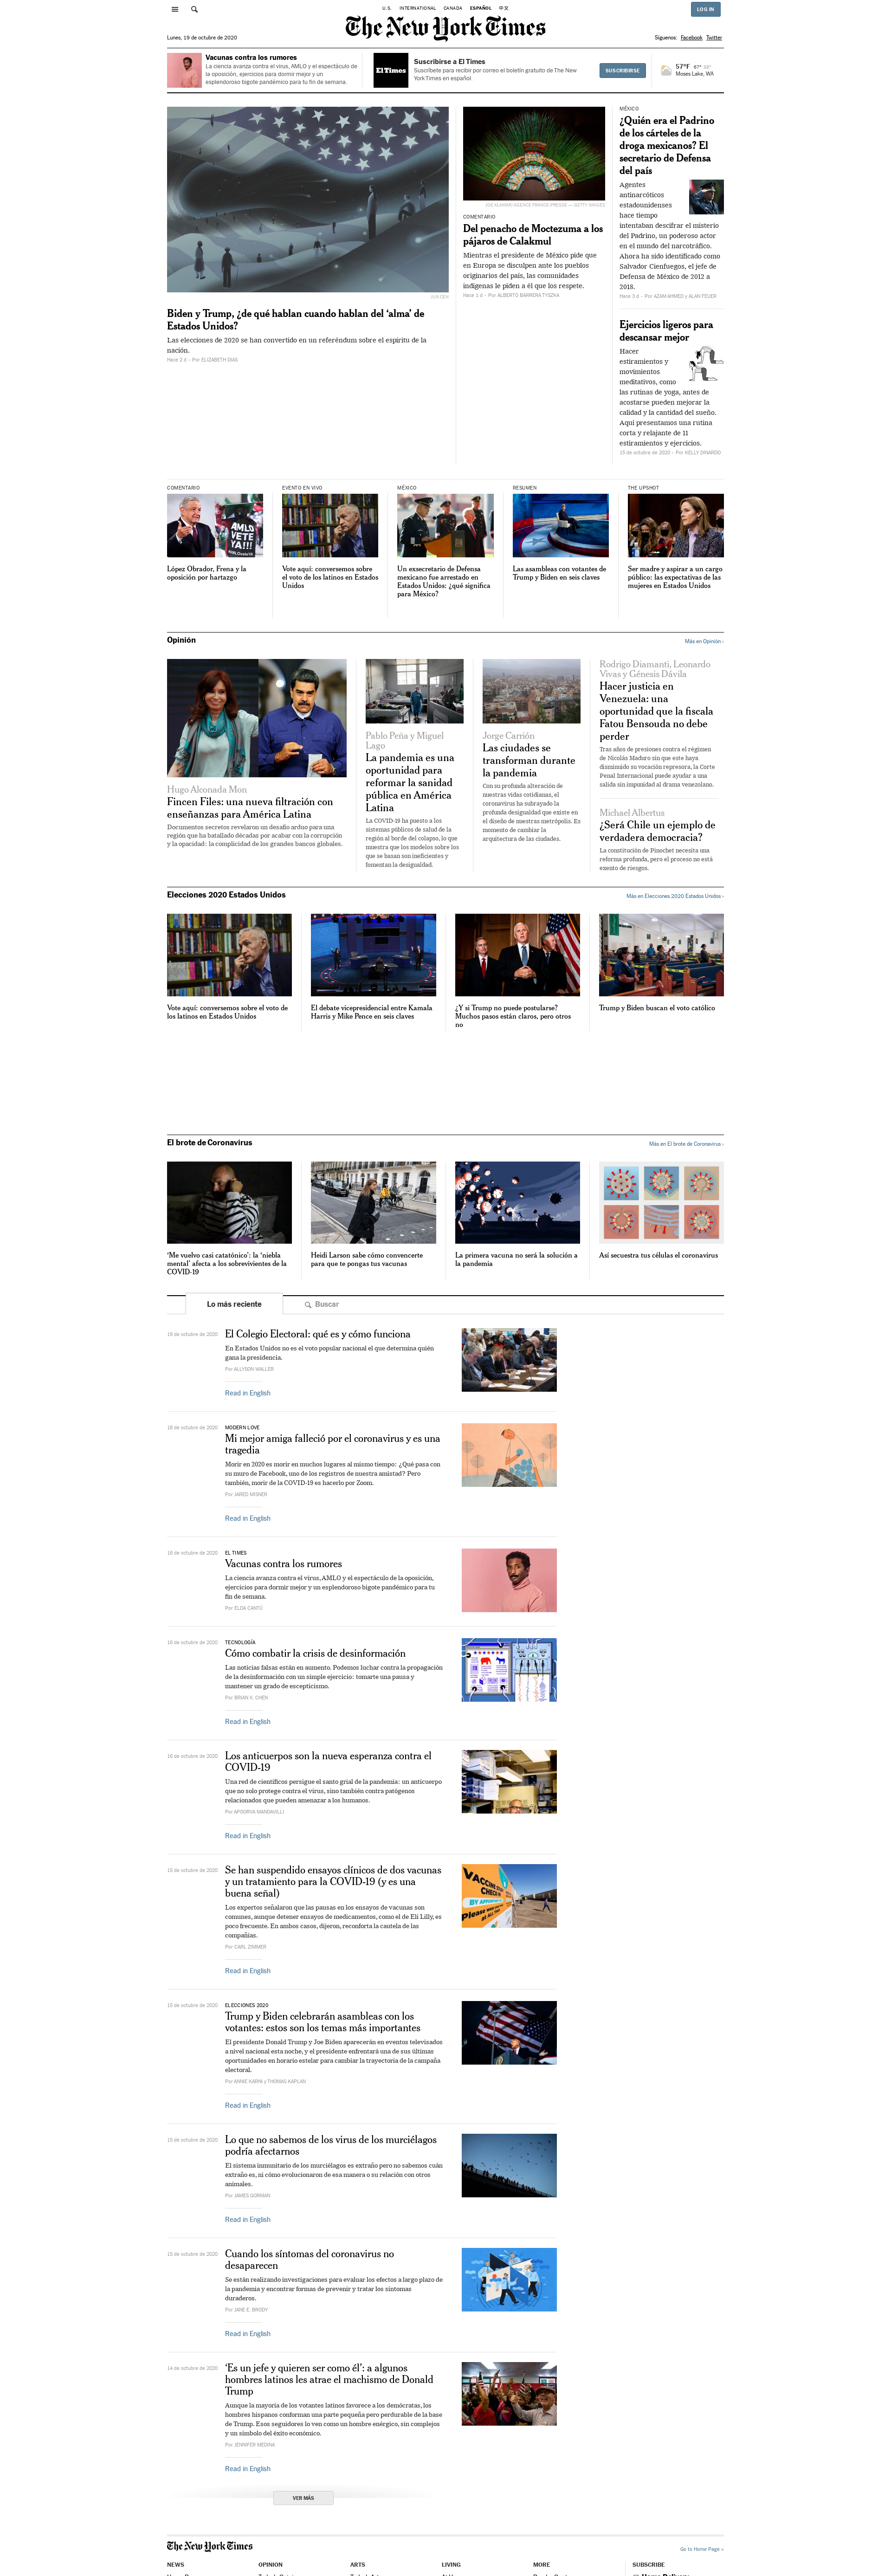 U.S. INTERNATIONAL CANADA ESPAÑOL 中文
LOG IN
The New York Times
Lunes, 19 de octubre de 2020
Síguenos: Facebook Twitter
Vacunas contra los rumores
La ciencia avanza contra el virus, AMLO y el espectáculo de
la oposición, ejercicios para dormir mejor y un
esplendoroso bigote pandémico para tu fin de semana.
El Times
Suscribirse a El Times
Suscríbete para recibir por correo el boletín gratuito de The New
York Times en español
SUSCRIBIRSE
57°F
Moses Lake, WA
JUN CEN
Biden y Trump, ¿de qué hablan cuando hablan del ‘alma’ de
Estados Unidos?
Las elecciones de 2020 se han convertido en un referéndum sobre el espíritu de la
nación.
Hace 2 d - Por ELIZABETH DIAS
COMENTARIO
Del penacho de Moctezuma a los
pájaros de Calakmul
Mientras el presidente de México pide que
en Europa se disculpen ante los pueblos
originarios del país, las comunidades
indígenas le piden a él que los respete.
Hace 1 d - Por ALBERTO BARRERA TYSZKA
MÉXICO
¿Quién era el Padrino
de los cárteles de la
droga mexicanos? El
secretario de Defensa
del país
Agentes
antinarcóticos
estadounidenses
hace tiempo
intentaban descifrar el misterio
del Padrino, un poderoso actor
en el mundo del narcotráfico.
Ahora ha sido identificado como
Salvador Cienfuegos, el jefe de
Defensa de México de 2012 a
2018.
Hace 3 d - Por AZAM AHMED y ALAN FEUER
Ejercicios ligeros para
descansar mejor
Hacer
estiramientos y
movimientos
meditativos, como
las rutinas de yoga, antes de
acostarse pueden mejorar la
calidad y la cantidad del sueño.
Aquí presentamos una rutina
corta y relajante de 11
estiramientos y ejercicios.
15 de octubre de 2020 - Por KELLY DINARDO
COMENTARIO
AMLO
VETE
YA!!!
López Obrador, Frena y la
oposición por hartazgo
EVENTO EN VIVO
Vote aquí: conversemos sobre
el voto de los latinos en Estados
Unidos
MÉXICO
Un exsecretario de Defensa
mexicano fue arrestado en
Estados Unidos: ¿qué significa
para México?
RESUMEN
Las asambleas con votantes de
Trump y Biden en seis claves
THE UPSHOT
Ser madre y aspirar a un cargo
público: las expectativas de las
mujeres en Estados Unidos
Opinión
Más en Opinión ›
Hugo Alconada Mon
Fincen Files: una nueva filtración con
enseñanzas para América Latina
Documentos secretos revelaron un desafío arduo para una
región que ha batallado décadas por acabar con la corrupción
y la opacidad: la complicidad de los grandes bancos globales.
Pablo Peña y Miguel
Lago
La pandemia es una
oportunidad para
reformar la sanidad
pública en América
Latina
La COVID-19 ha puesto a los
sistemas públicos de salud de la
región al borde del colapso, lo que
muestra que los modelos sobre los
que se basan son ineficientes y
fomentan la desigualdad.
Jorge Carrión
Las ciudades se
transforman durante
la pandemia
Con su profunda alteración de
nuestras vidas cotidianas, el
coronavirus ha subrayado la
profunda desigualdad que existe en
el diseño de nuestras metrópolis. Es
momento de cambiar la
arquitectura de las ciudades.
Rodrigo Diamanti, Leonardo
Vivas y Génesis Dávila
Hacer justicia en
Venezuela: una
oportunidad que la fiscala
Fatou Bensouda no debe
perder
Tras años de presiones contra el régimen
de Nicolás Maduro sin que este haya
dismimuido su vocación represora, la Corte
Penal Internacional puede ayudar a una
salida sin impunidad al drama venezolano.
Michael Albertus
¿Será Chile un ejemplo de
verdadera democracia?
La constitución de Pinochet necesita una
reforma profunda, pero el proceso no está
exento de riesgos.
Elecciones 2020 Estados Unidos
Más en Elecciones 2020 Estados Unidos ›
Vote aquí: conversemos sobre el voto de
los latinos en Estados Unidos
El debate vicepresidencial entre Kamala
Harris y Mike Pence en seis claves
¿Y si Trump no puede postularse?
Muchos pasos están claros, pero otros
no
Trump y Biden buscan el voto católico
El brote de Coronavirus
Más en El brote de Coronavirus ›
‘Me vuelvo casi catatónico’: la ‘niebla
mental’ afecta a los sobrevivientes de la
COVID-19
Heidi Larson sabe cómo convencerte
para que te pongas tus vacunas
La primera vacuna no será la solución a
la pandemia
Así secuestra tus células el coronavirus
Lo más reciente
Buscar
El Colegio Electoral: qué es y cómo funciona
En Estados Unidos no es el voto popular nacional el que determina quién
gana la presidencia.
Por ALLYSON WALLER
Read in English
MODERN LOVE
Mi mejor amiga falleció por el coronavirus y es una
tragedia
Morir en 2020 es morir en muchos lugares al mismo tiempo: ¿Qué pasa con
su muro de Facebook, uno de los registros de nuestra amistad? Pero
también, morir de la COVID-19 es hacerlo por Zoom.
Por JARED MISNER
Read in English
EL TIMES
Vacunas contra los rumores
La ciencia avanza contra el virus, AMLO y el espectáculo de la oposición,
ejercicios para dormir mejor y un esplendoroso bigote pandémico para tu
fin de semana.
Por ELDA CANTÚ
16 de octubre de 2020
TECNOLOGÍA
Cómo combatir la crisis de desinformación
Las noticias falsas están en aumento. Podemos luchar contra la propagación
de la desinformación con un simple ejercicio: tomarte una pausa y
mantener un grado de escepticismo.
Por BRIAN X. CHEN
Read in English
16 de octubre de 2020
Los anticuerpos son la nueva esperanza contra el
COVID-19
Una red de científicos persigue el santo grial de la pandemia: un anticuerpo
que no solo protege contra el virus, sino también contra patógenos
relacionados que pueden amenazar a los humanos.
Por APOORVA MANDAVILLI
Read in English
15 de octubre de 2020
Se han suspendido ensayos clínicos de dos vacunas
y un tratamiento para la COVID-19 (y es una
buena señal)
Los expertos señalaron que las pausas en los ensayos de vacunas son
comunes, aunque detener ensayos de medicamentos, como el de Eli Lilly, es
poco frecuente. En ambos casos, dijeron, reconforta la cautela de las
compañías.
Por CARL ZIMMER
Read in English
15 de octubre de 2020
ELECCIONES 2020
Trump y Biden celebrarán asambleas con los
votantes: estos son los temas más importantes
El presidente Donald Trump y Joe Biden aparecerán en eventos televisados
a nivel nacional esta noche, y el presidente enfrentará una de sus últimas
oportunidades en horario estelar para cambiar la trayectoria de la campaña
electoral.
Por ANNIE KARNI y THOMAS KAPLAN
Read in English
15 de octubre de 2020
Lo que no sabemos de los virus de los murciélagos
podría afectarnos
El sistema inmunitario de los murciélagos es extraño pero no sabemos cuán
extraño es, ni cómo evolucionaron de esa manera o su relación con otros
animales.
Por JAMES GORMAN
Read in English
15 de octubre de 2020
Cuando los síntomas del coronavirus no
desaparecen
Se están realizando investigaciones para evaluar los efectos a largo plazo de
la pandemia y encontrar formas de prevenir y tratar los síntomas
duraderos.
Por JANE E. BRODY
Read in English
14 de octubre de 2020
‘Es un jefe y quieren ser como él’: a algunos
hombres latinos les atrae el machismo de Donald
Trump
Aunque la mayoría de los votantes latinos favorece a los demócratas, los
hombres hispanos conforman una parte pequeña pero perdurable de la base
de Trump. Esos seguidores lo ven como un hombre enérgico, sin complejos
y un símbolo del éxito económico.
Por JENNIFER MEDINA
Read in English
VER MÁS
The New York Times
Go to Home Page »
NEWS OPINION ARTS LIVING MORE SUBSCRIBE